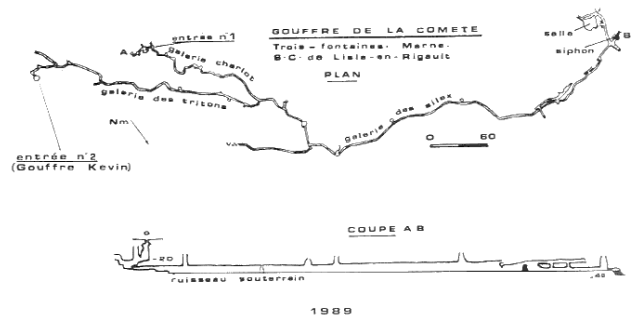 GOUFFRE DE LA COMETE
Trois-fontaines. Marne.
S.C. de Lisle-en-Rigault
PLAN
entrée n°1
A
galerie charlot
galerie des tritons
Nm
entrée n°2
(Gouffre Kevin)
galerie des silex
0 60
salle
siphon
B
COUPE AB
0
-20
ruisseau souterrain
1989